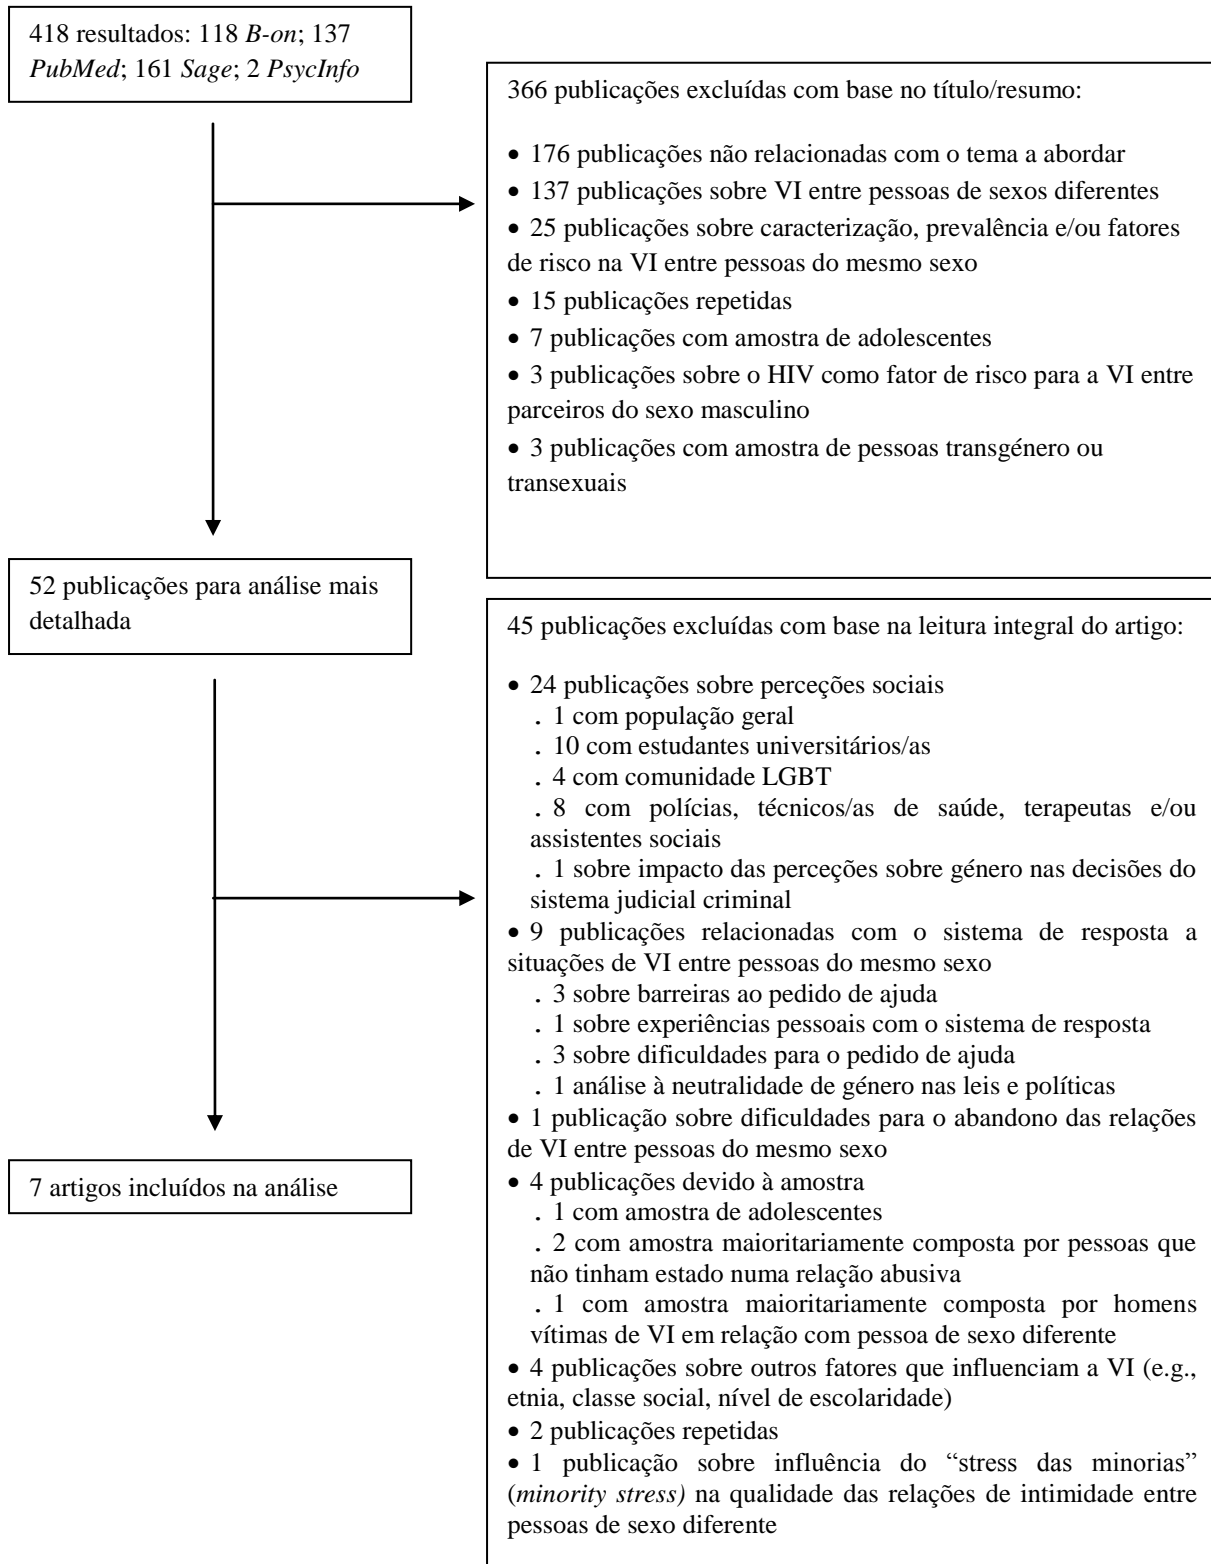 418 resultados: 118 B-on; 137
PubMed; 161 Sage; 2 PsycInfo
366 publicações excluídas com base no título/resumo:
• 176 publicações não relacionadas com o tema a abordar
• 137 publicações sobre VI entre pessoas de sexos diferentes
• 25 publicações sobre caracterização, prevalência e/ou fatores
de risco na VI entre pessoas do mesmo sexo
• 15 publicações repetidas
• 7 publicações com amostra de adolescentes
• 3 publicações sobre o HIV como fator de risco para a VI entre
parceiros do sexo masculino
• 3 publicações com amostra de pessoas transgénero ou
transexuais
52 publicações para análise mais
detalhada
45 publicações excluídas com base na leitura integral do artigo:
• 24 publicações sobre perceções sociais
. 1 com população geral
. 10 com estudantes universitários/as
. 4 com comunidade LGBT
. 8 com polícias, técnicos/as de saúde, terapeutas e/ou
assistentes sociais
. 1 sobre impacto das perceções sobre género nas decisões do
sistema judicial criminal
• 9 publicações relacionadas com o sistema de resposta a
situações de VI entre pessoas do mesmo sexo
. 3 sobre barreiras ao pedido de ajuda
. 1 sobre experiências pessoais com o sistema de resposta
. 3 sobre dificuldades para o pedido de ajuda
. 1 análise à neutralidade de género nas leis e políticas
• 1 publicação sobre dificuldades para o abandono das relações
de VI entre pessoas do mesmo sexo
• 4 publicações devido à amostra
. 1 com amostra de adolescentes
. 2 com amostra maioritariamente composta por pessoas que
não tinham estado numa relação abusiva
. 1 com amostra maioritariamente composta por homens
vítimas de VI em relação com pessoa de sexo diferente
• 4 publicações sobre outros fatores que influenciam a VI (e.g.,
etnia, classe social, nível de escolaridade)
• 2 publicações repetidas
• 1 publicação sobre influência do “stress das minorias”
(minority stress) na qualidade das relações de intimidade entre
pessoas de sexo diferente
7 artigos incluídos na análise